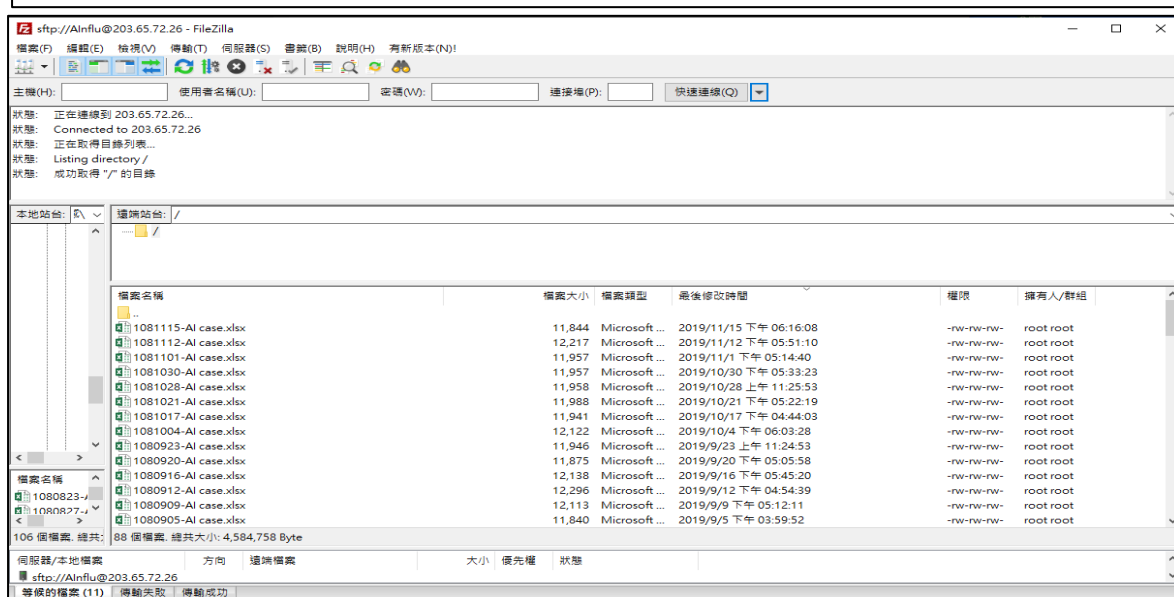 sftp://AInflu@203.65.72.26 - FileZilla
檔案(F) 編輯(E) 檢視(V) 傳輸(T) 伺服器(S) 書籤(B) 說明(H) 有新版本(N)!
主機(H): 使用者名稱(U): 密碼(W): 連接埠(P): 快速連線(Q)
狀態: 正在連線到 203.65.72.26...
狀態: Connected to 203.65.72.26
狀態: 正在取得目錄列表...
狀態: Listing directory /
狀態: 成功取得 "/" 的目錄
本地站台: 遠端站台: /
/
檔案名稱 檔案大小 檔案類型 最後修改時間 權限 擁有人/群組
..
1081115-AI case.xlsx 11,844 Microsoft ... 2019/11/15 下午 06:16:08 -rw-rw-rw- root root
1081112-AI case.xlsx 12,217 Microsoft ... 2019/11/12 下午 05:51:10 -rw-rw-rw- root root
1081101-AI case.xlsx 11,957 Microsoft ... 2019/11/1 下午 05:14:40 -rw-rw-rw- root root
1081030-AI case.xlsx 11,957 Microsoft ... 2019/10/30 下午 05:33:23 -rw-rw-rw- root root
1081028-AI case.xlsx 11,958 Microsoft ... 2019/10/28 上午 11:25:53 -rw-rw-rw- root root
1081021-AI case.xlsx 11,988 Microsoft ... 2019/10/21 下午 05:22:19 -rw-rw-rw- root root
1081017-AI case.xlsx 11,941 Microsoft ... 2019/10/17 下午 04:44:03 -rw-rw-rw- root root
1081004-AI case.xlsx 12,122 Microsoft ... 2019/10/4 下午 06:03:28 -rw-rw-rw- root root
1080923-AI case.xlsx 11,946 Microsoft ... 2019/9/23 上午 11:24:53 -rw-rw-rw- root root
1080920-AI case.xlsx 11,875 Microsoft ... 2019/9/20 下午 05:05:58 -rw-rw-rw- root root
1080916-AI case.xlsx 12,138 Microsoft ... 2019/9/16 下午 05:45:20 -rw-rw-rw- root root
1080912-AI case.xlsx 12,296 Microsoft ... 2019/9/12 下午 04:54:39 -rw-rw-rw- root root
1080909-AI case.xlsx 12,113 Microsoft ... 2019/9/9 下午 05:12:11 -rw-rw-rw- root root
1080905-AI case.xlsx 11,840 Microsoft ... 2019/9/5 下午 03:59:52 -rw-rw-rw- root root
檔案名稱
1080823-
1080827-
106 個檔案. 總共: 88 個檔案. 總共大小: 4,584,758 Byte
伺服器/本地檔案 方向 遠端檔案 大小 優先權 狀態
sftp://AInflu@203.65.72.26
等候的檔案 (11) 傳輸失敗 傳輸成功